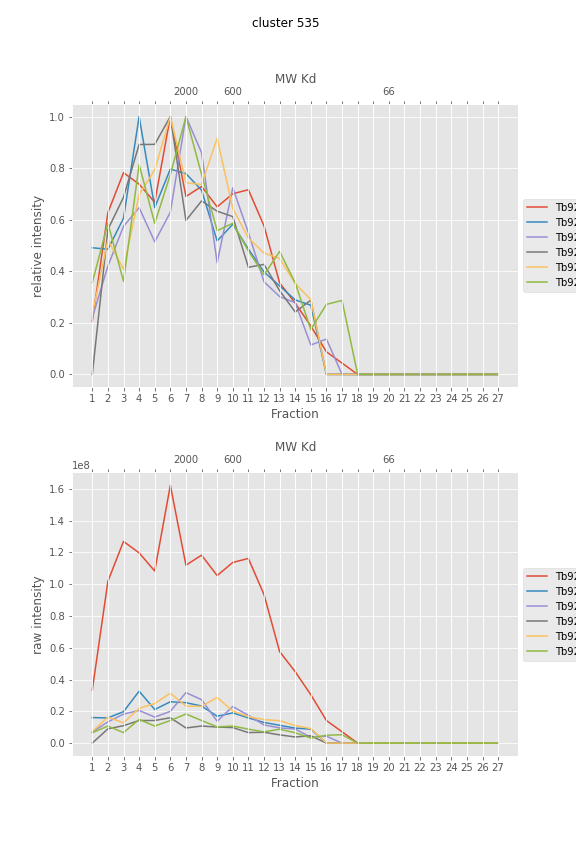 cluster 535
MW Kd
2000 600 66
1.0
0.8
0.6
0.4
0.2
0.0
relative intensity
1 2 3 4 5 6 7 8 9 10 11 12 13 14 15 16 17 18 19 20 21 22 23 24 25 26 27
Fraction
Tb92
Tb92
Tb92
Tb92
Tb92
Tb92
MW Kd
2000 600 66
1e8
1.6
1.4
1.2
1.0
0.8
0.6
0.4
0.2
0.0
raw intensity
1 2 3 4 5 6 7 8 9 10 11 12 13 14 15 16 17 18 19 20 21 22 23 24 25 26 27
Fraction
Tb92
Tb92
Tb92
Tb92
Tb92
Tb92